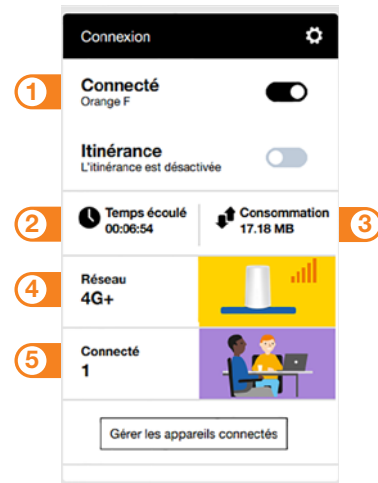 Connexion
1
Connecté
Orange F
Itinérance
L'itinérance est désactivée
2
Temps écoulé
00:06:54
Consommation
17.18 MB
3
4
Réseau
4G+
5
Connecté
1
Gérer les appareils connectés